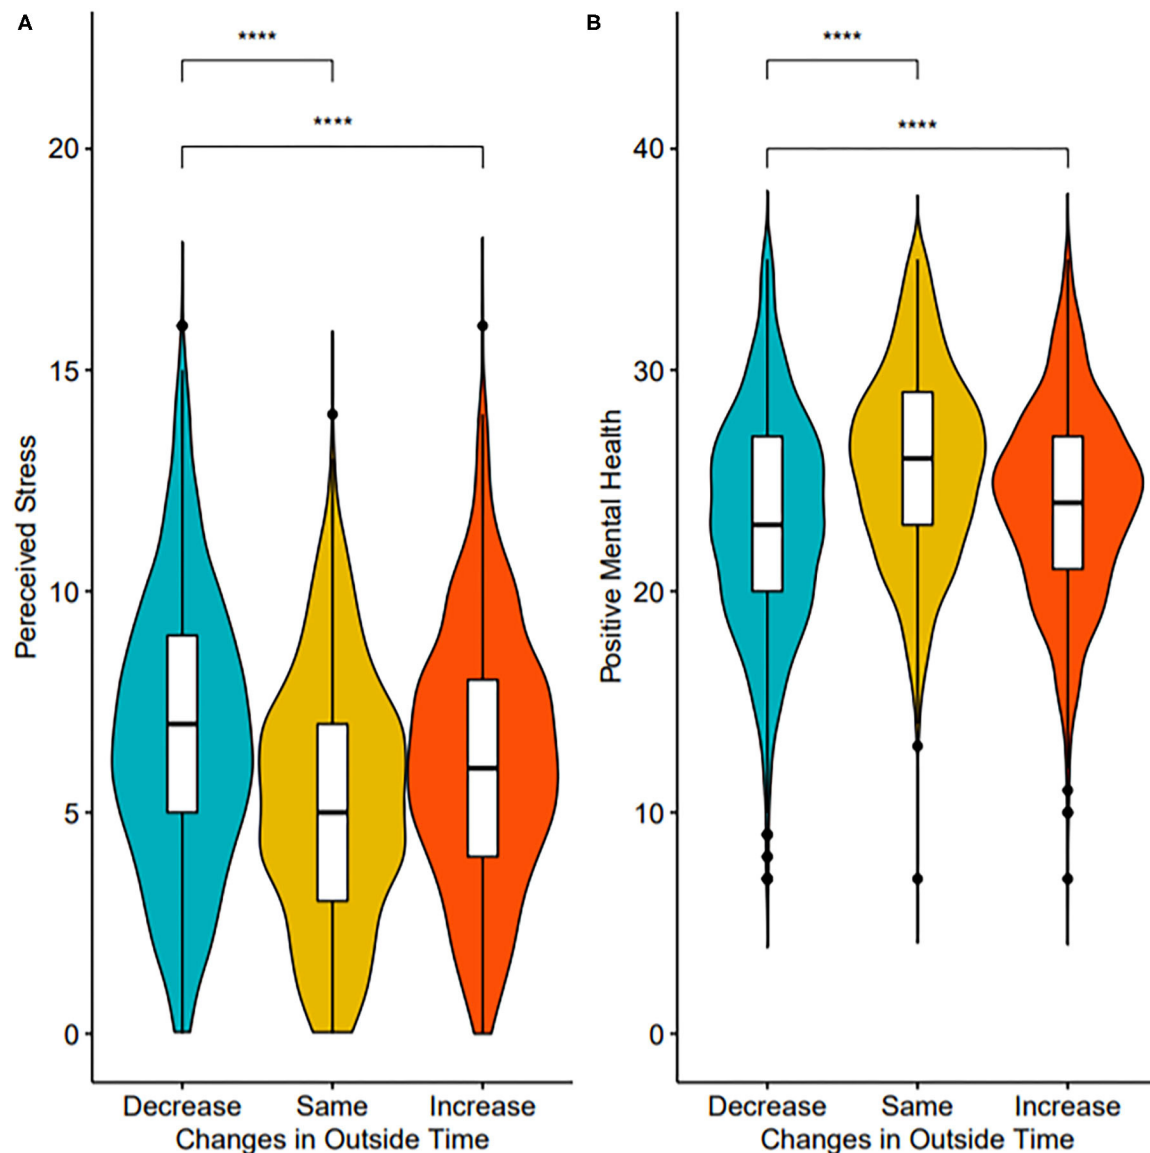 A
****
****
20
15
10
5
0
Pereceived Stress
Decrease Same Increase
Changes in Outside Time
B
****
****
40
30
20
10
0
Positive Mental Health
Decrease Same Increase
Changes in Outside Time